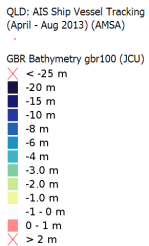 QLD: AIS Ship Vessel Tracking
(April - Aug 2013) (AMSA)
GBR Bathymetry gbr100 (JCU)
< -25 m
-20 m
-15 m
-10 m
-8 m
-6 m
-4 m
-3.0 m
-2.0 m
-1 m
-1 - 0 m
0 - 1 m
> 2 m